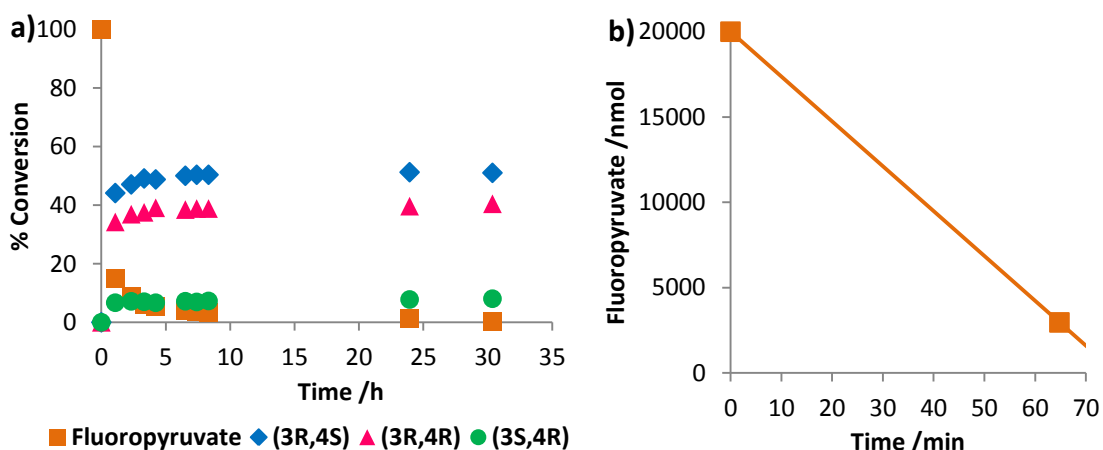 a)
% Conversion
100
80
60
40
20
0
0 5 10 15 20 25 30 35
Time /h
Fluoropyruvate (3R,4S) (3R,4R) (3S,4R)
b)
Fluoropyruvate /nmol
20000
15000
10000
5000
0
0 10 20 30 40 50 60 70
Time /min